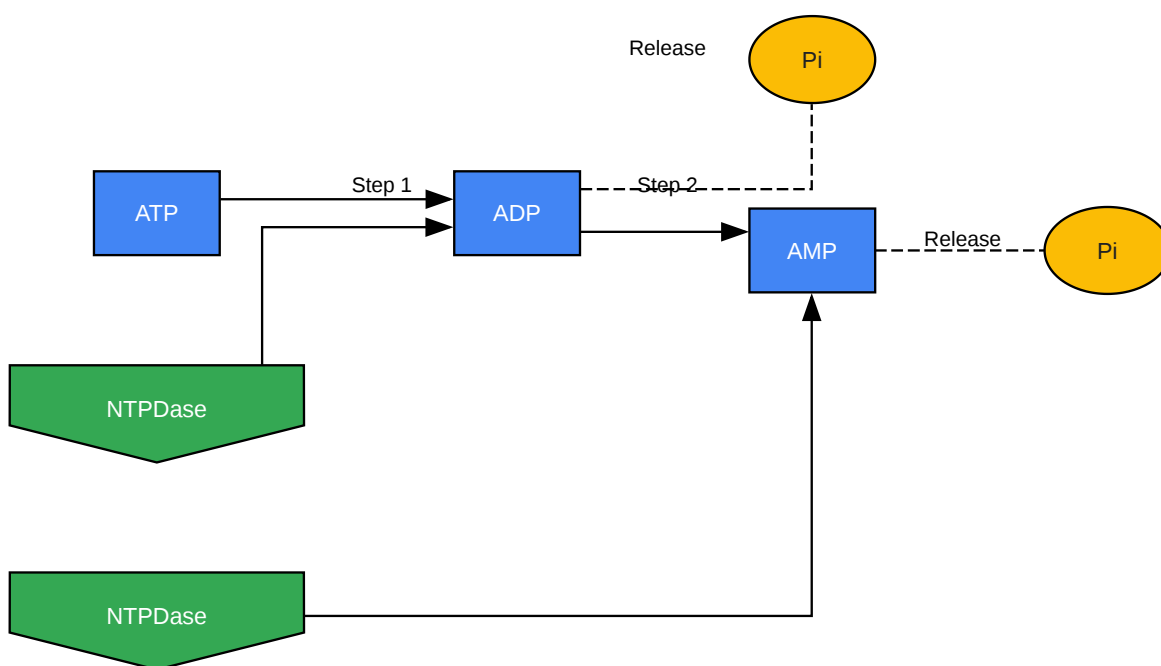 Release
Pi
Step 1
Step 2
ATP
ADP
AMP
Release
Pi
NTPDase
NTPDase